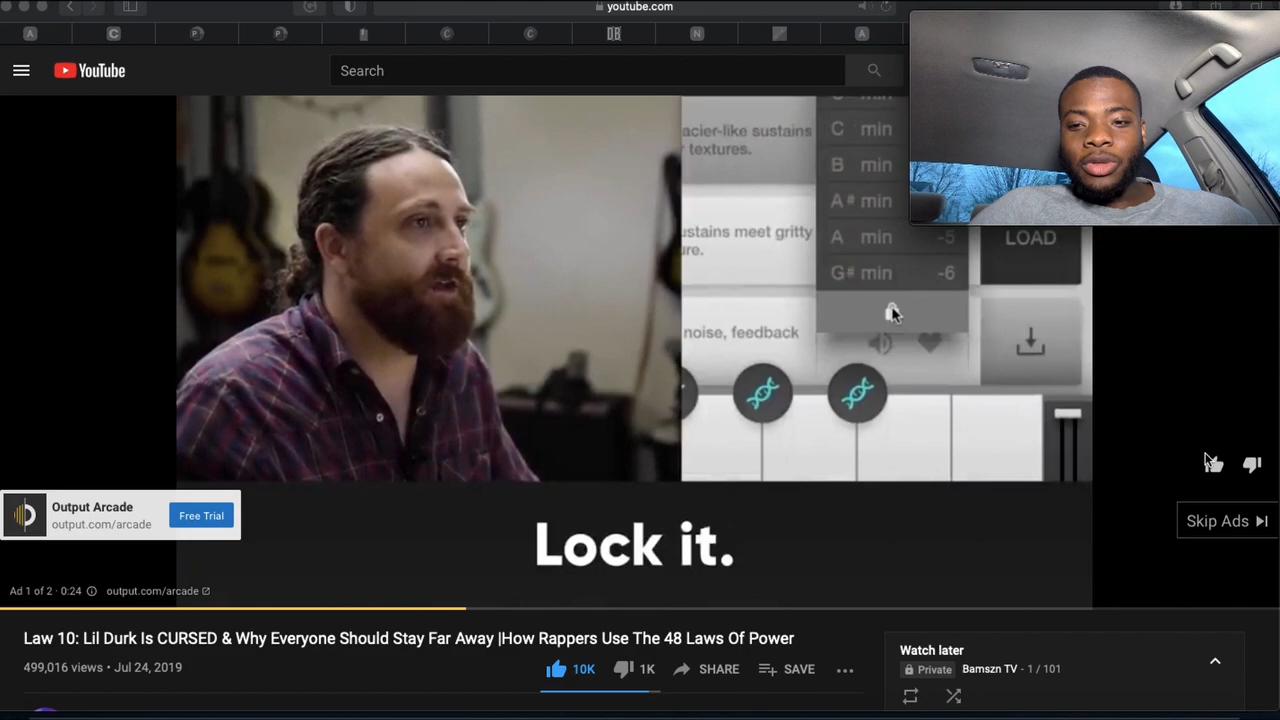 youtube.com
YouTube
Search
acier-like sustains
r textures.
C min
B min
A# min
ustains meet gritty
ure.
A min -5
LOAD
G# min -6
noise, feedback
Output Arcade
output.com/arcade
Free Trial
Skip Ads
Lock it.
Ad 1 of 2 · 0:24
output.com/arcade
Law 10: Lil Durk Is CURSED & Why Everyone Should Stay Far Away |How Rappers Use The 48 Laws Of Power
499,016 views • Jul 24, 2019
10K
1K
SHARE
SAVE
Watch later
Private Bamszn TV - 1 / 101